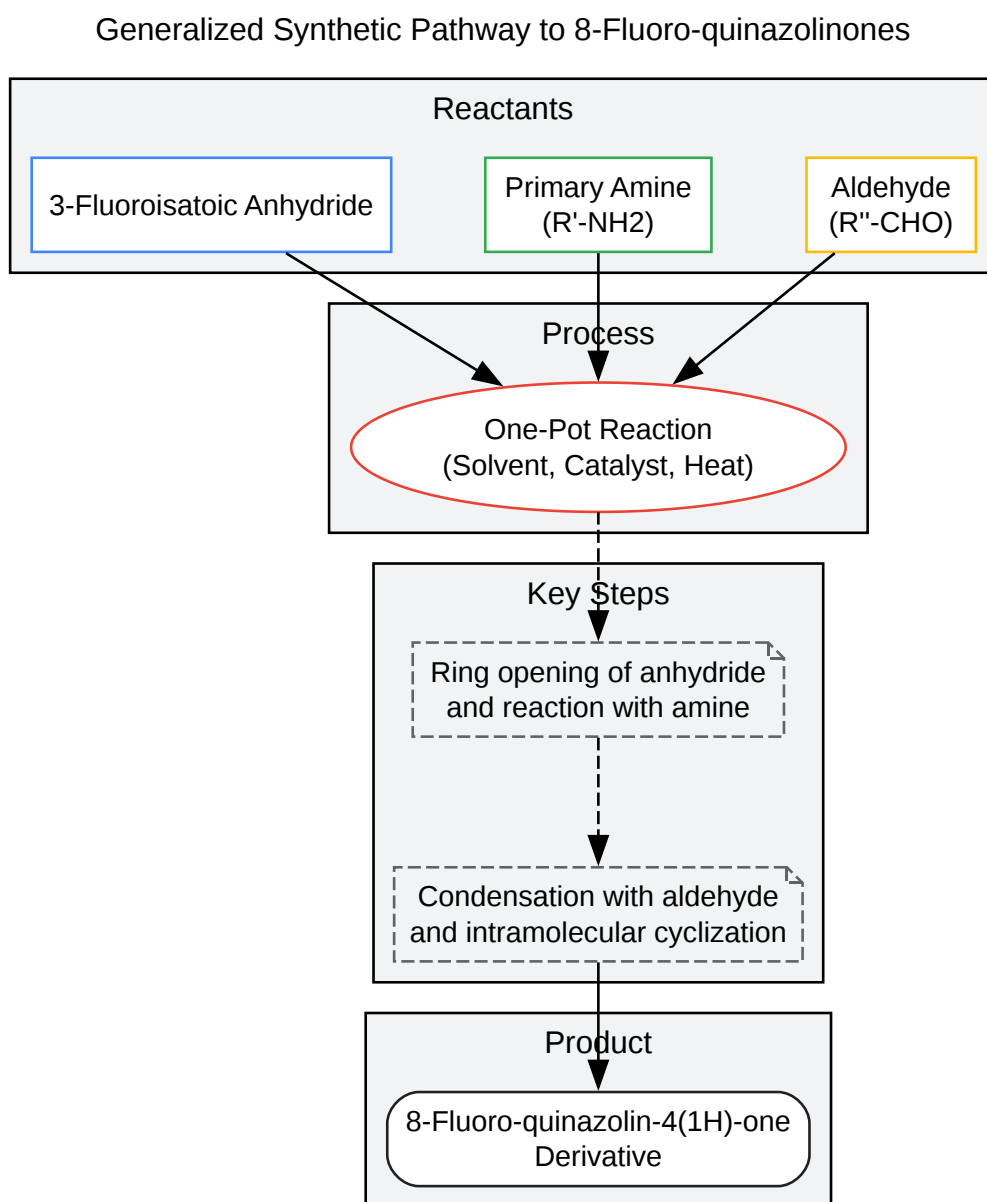 Generalized Synthetic Pathway to 8-Fluoro-quinazolinones
Reactants
3-Fluoroisatoic Anhydride
Primary Amine
(R'-NH2)
Aldehyde
(R''-CHO)
Process
One-Pot Reaction
(Solvent, Catalyst, Heat)
Key Steps
Ring opening of anhydride
and reaction with amine
Condensation with aldehyde
and intramolecular cyclization
Product
8-Fluoro-quinazolin-4(1H)-one
Derivative